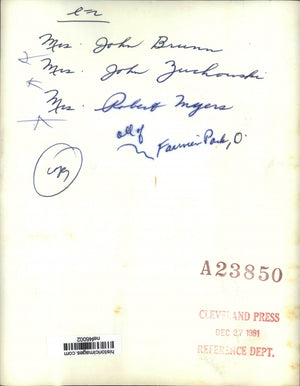 Mrs. John Brunn
Mrs. John Zuchowski
Mrs. Robert Myers
all of
Fairview Park, O.
A23850
CLEVELAND PRESS
DEC 27 1981
REFERENCE DEPT.
historicimages.com